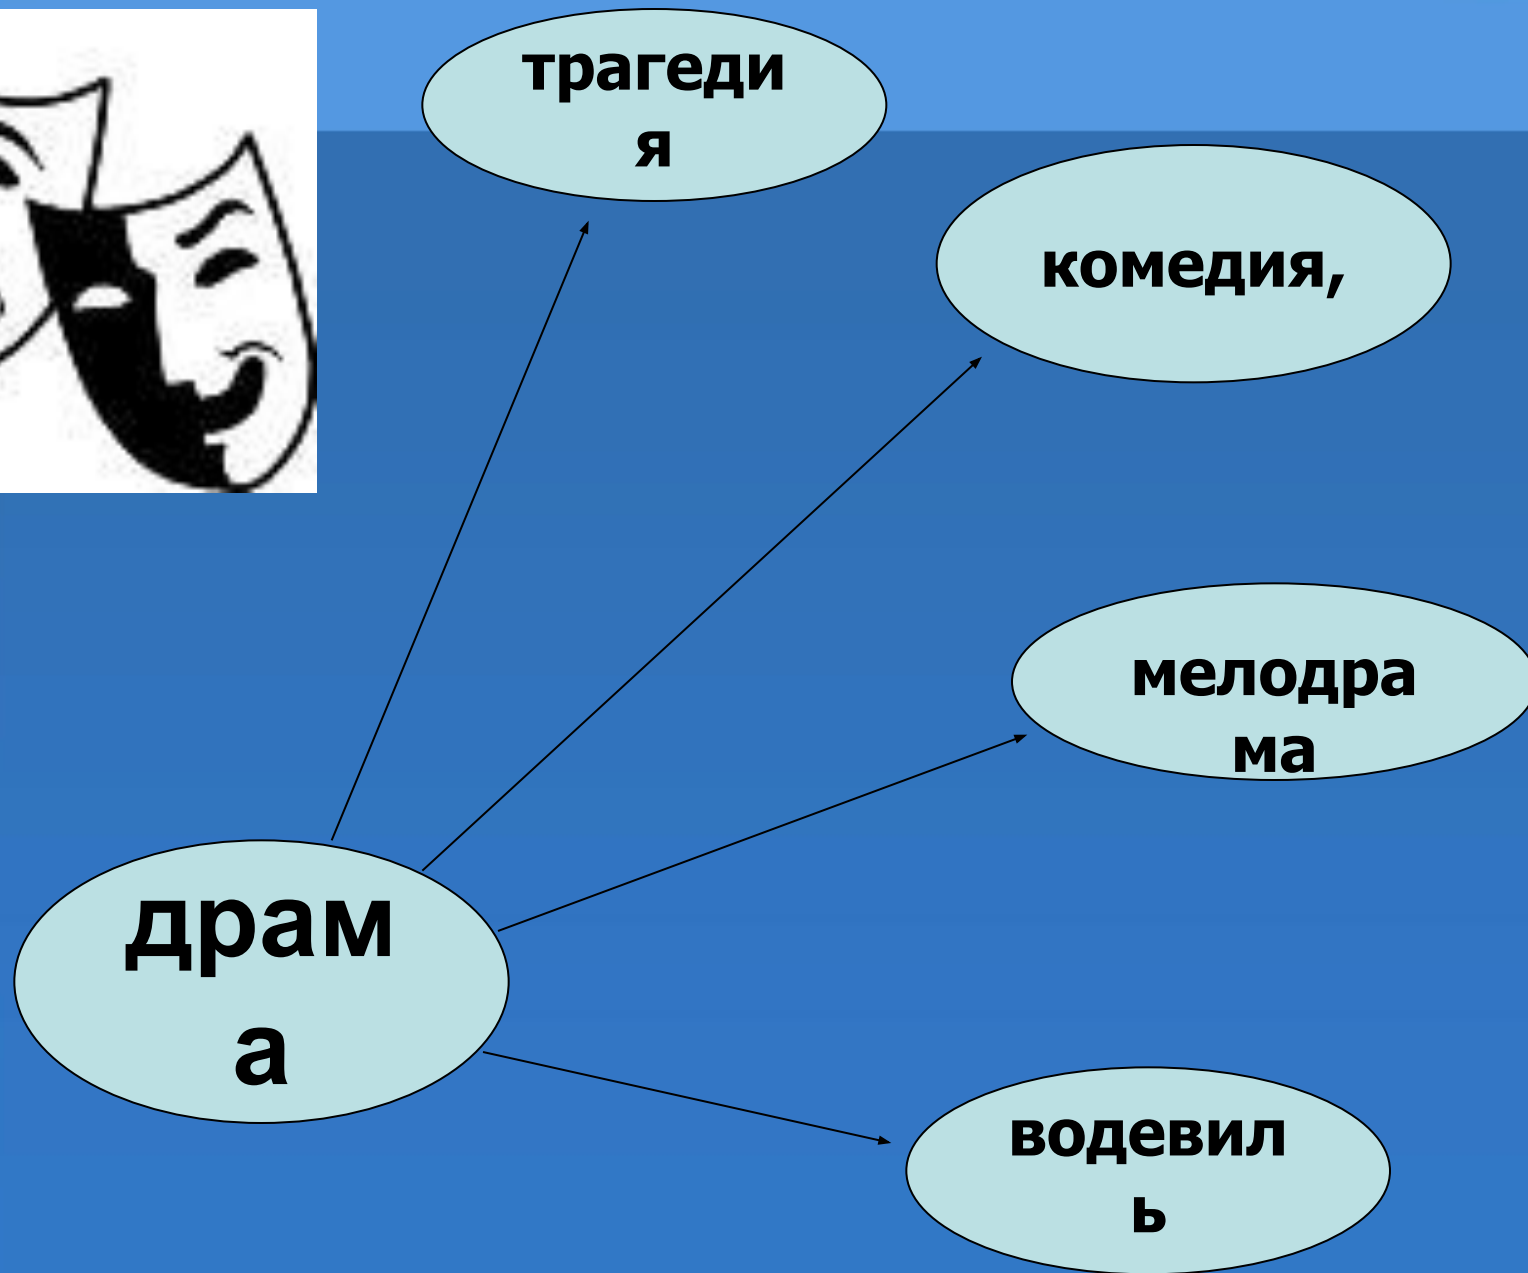 трагеди
я
комедия,
мелодра
ма
драм
а
водевил
ь